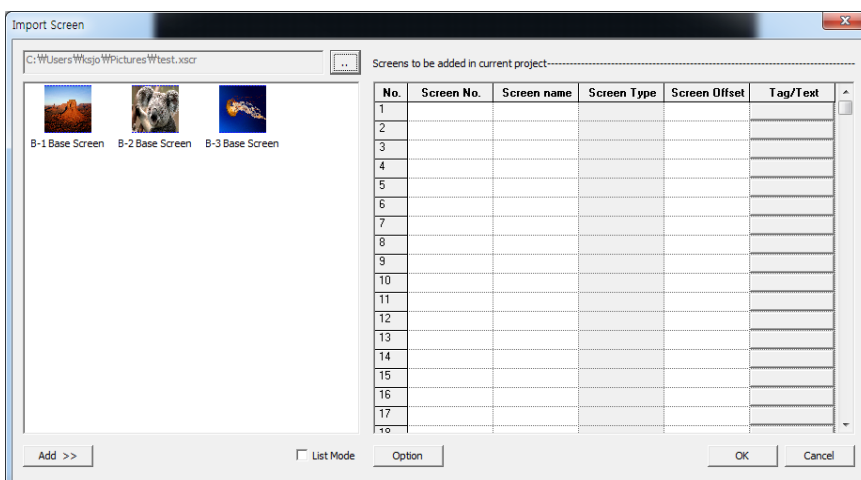 Import Screen
C:₩Users₩ksjo₩Pictures₩test.xscr
..
Screens to be added in current project
B-1 Base Screen B-2 Base Screen B-3 Base Screen
No. Screen No. Screen name Screen Type Screen Offset Tag/Text
1
2
3
4
5
6
7
8
9
10
11
12
13
14
15
16
17
18
Add >>
List Mode
Option
OK
Cancel